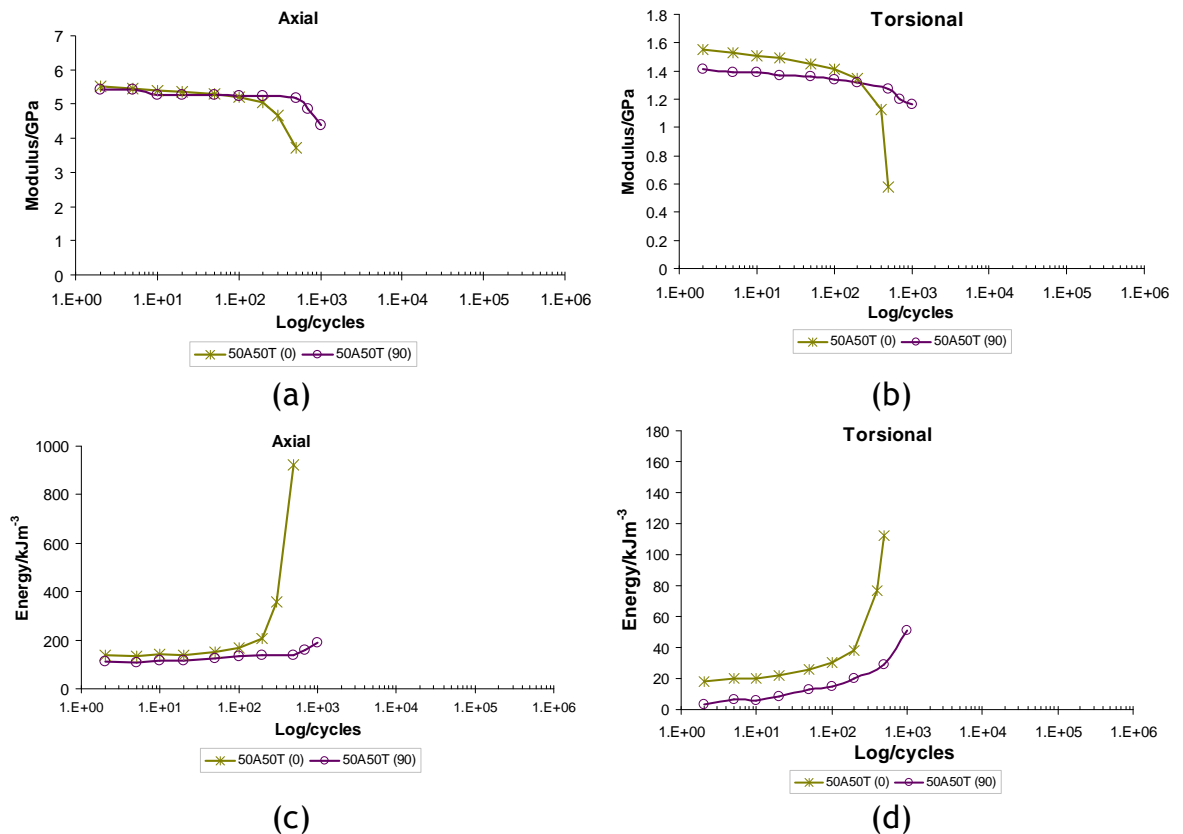 Axial
7
6
5
4
3
2
1
0
Modulus/GPa
1.E+00 1.E+01 1.E+02 1.E+03 1.E+04 1.E+05 1.E+06
Log/cycles
50A50T (0) 50A50T (90)
(a)
Torsional
1.8
1.6
1.4
1.2
1
0.8
0.6
0.4
0.2
0
Modulus/GPa
1.E+00 1.E+01 1.E+02 1.E+03 1.E+04 1.E+05 1.E+06
Log/cycles
50A50T (0) 50A50T (90)
(b)
Axial
1000
800
600
400
200
0
Energy/kJm⁻³
1.E+00 1.E+01 1.E+02 1.E+03 1.E+04 1.E+05 1.E+06
Log/cycles
50A50T (0) 50A50T (90)
(c)
Torsional
180
160
140
120
100
80
60
40
20
0
Energy/kJm⁻³
1.E+00 1.E+01 1.E+02 1.E+03 1.E+04 1.E+05 1.E+06
Log/cycles
50A50T (0) 50A50T (90)
(d)